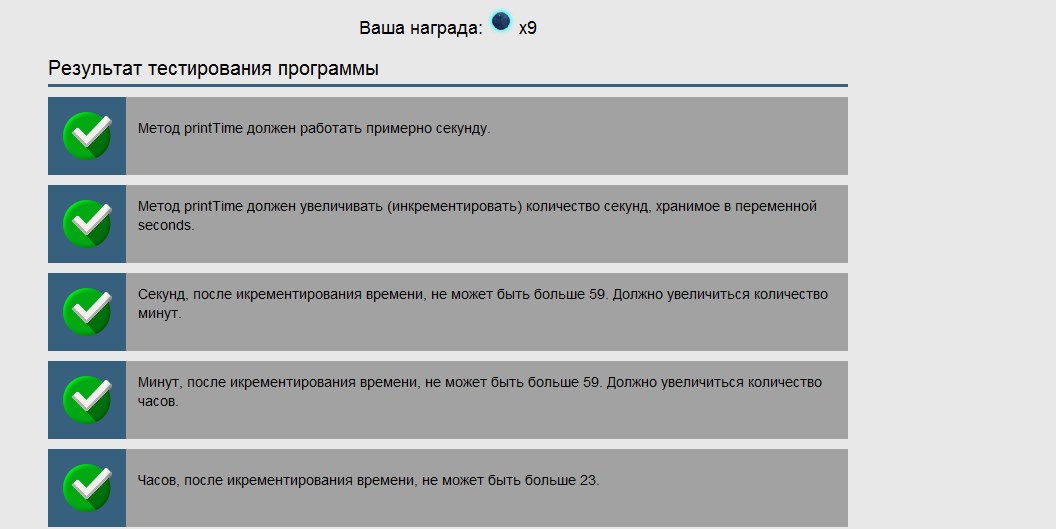 Ваша награда: x9
Результат тестирования программы
Метод printTime должен работать примерно секунду.
Метод printTime должен увеличивать (инкрементировать) количество секунд, хранимое в переменной
seconds.
Секунд, после икрементирования времени, не может быть больше 59. Должно увеличиться количество
минут.
Минут, после икрементирования времени, не может быть больше 59. Должно увеличиться количество
часов.
Часов, после икрементирования времени, не может быть больше 23.